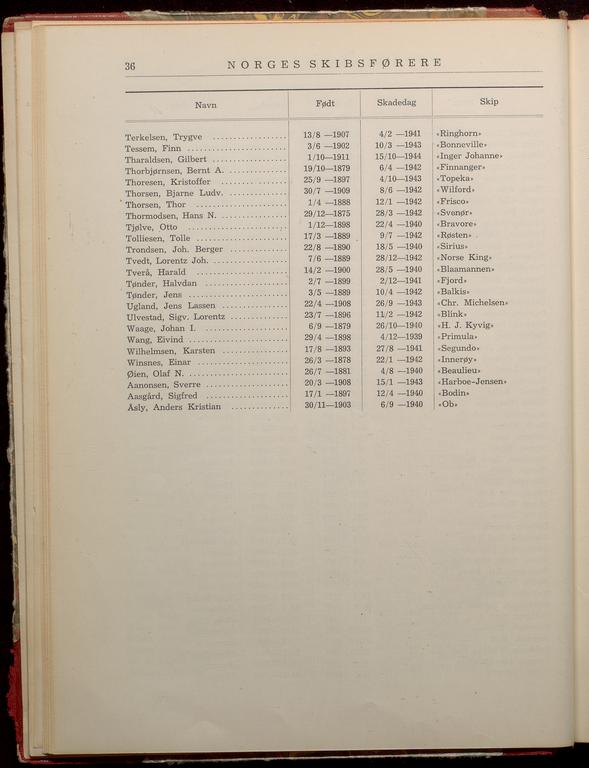 36 NORGES SKIBSFØRERE
Navn Født Skadedag Skip
Terkelsen, Trygve .................. 13/8 —1907 4/2 —1941 «Ringhorn»
Tessem, Finn ......................... 3/6 —1902 10/3 —1943 «Bonneville»
Tharaldsen, Gilbert .................. 1/10—1911 15/10—1944 «Inger Johanne»
Thorbjørnsen, Bernt A. .............. 19/10—1879 6/4 —1942 «Finnanger»
Thoresen, Kristoffer ................ 25/9 —1897 4/10—1943 «Topeka»
Thorsen, Bjarne Ludv. .............. 30/7 —1909 8/6 —1942 «Wilford»
Thorsen, Thor ...................... 1/4 —1888 12/1 —1942 «Frisco»
Thormodsen, Hans N. ................ 29/12—1875 28/3 —1942 «Svenør»
Tjølve, Otto ........................ 1/12—1898 22/4 —1940 «Bravore»
Tolliesen, Tolle ...................... 17/3 —1889 9/7 —1942 «Røsten»
Trondsen, Joh. Berger .............. 22/8 —1890 18/5 —1940 «Sirius»
Tvedt, Lorentz Joh. .................. 7/6 —1889 28/12—1942 «Norse King»
Tverå, Harald ...................... 14/2 —1900 28/5 —1940 «Blaamannen»
Tønder, Halvdan .................... 2/7 —1899 2/12—1941 «Fjord»
Tønder, Jens ........................ 3/5 —1889 10/4 —1942 «Balkis»
Ugland, Jens Lassen ................ 22/4 —1908 26/9 —1943 «Chr. Michelsen»
Ulvestad, Sigv. Lorentz .............. 23/7 —1896 11/2 —1942 «Blink»
Waage, Johan I. .................... 6/9 —1879 26/10—1940 «H. J. Kyvig»
Wang, Eivind ........................ 29/4 —1898 4/12—1939 «Primula»
Wilhelmsen, Karsten ................ 17/8 —1893 27/8 —1941 «Segundo»
Winsnes, Einar ...................... 26/3 —1878 22/1 —1942 «Innerøy»
Øien, Olaf N. ........................ 26/7 —1881 4/8 —1940 «Beaulieu»
Aanonsen, Sverre .................... 20/3 —1908 15/1 —1943 «Harboe-Jensen»
Aasgård, Sigfred .................... 17/1 —1897 12/4 —1940 «Bodin»
Asly, Anders Kristian .............. 30/11—1903 6/9 —1940 «Ob»